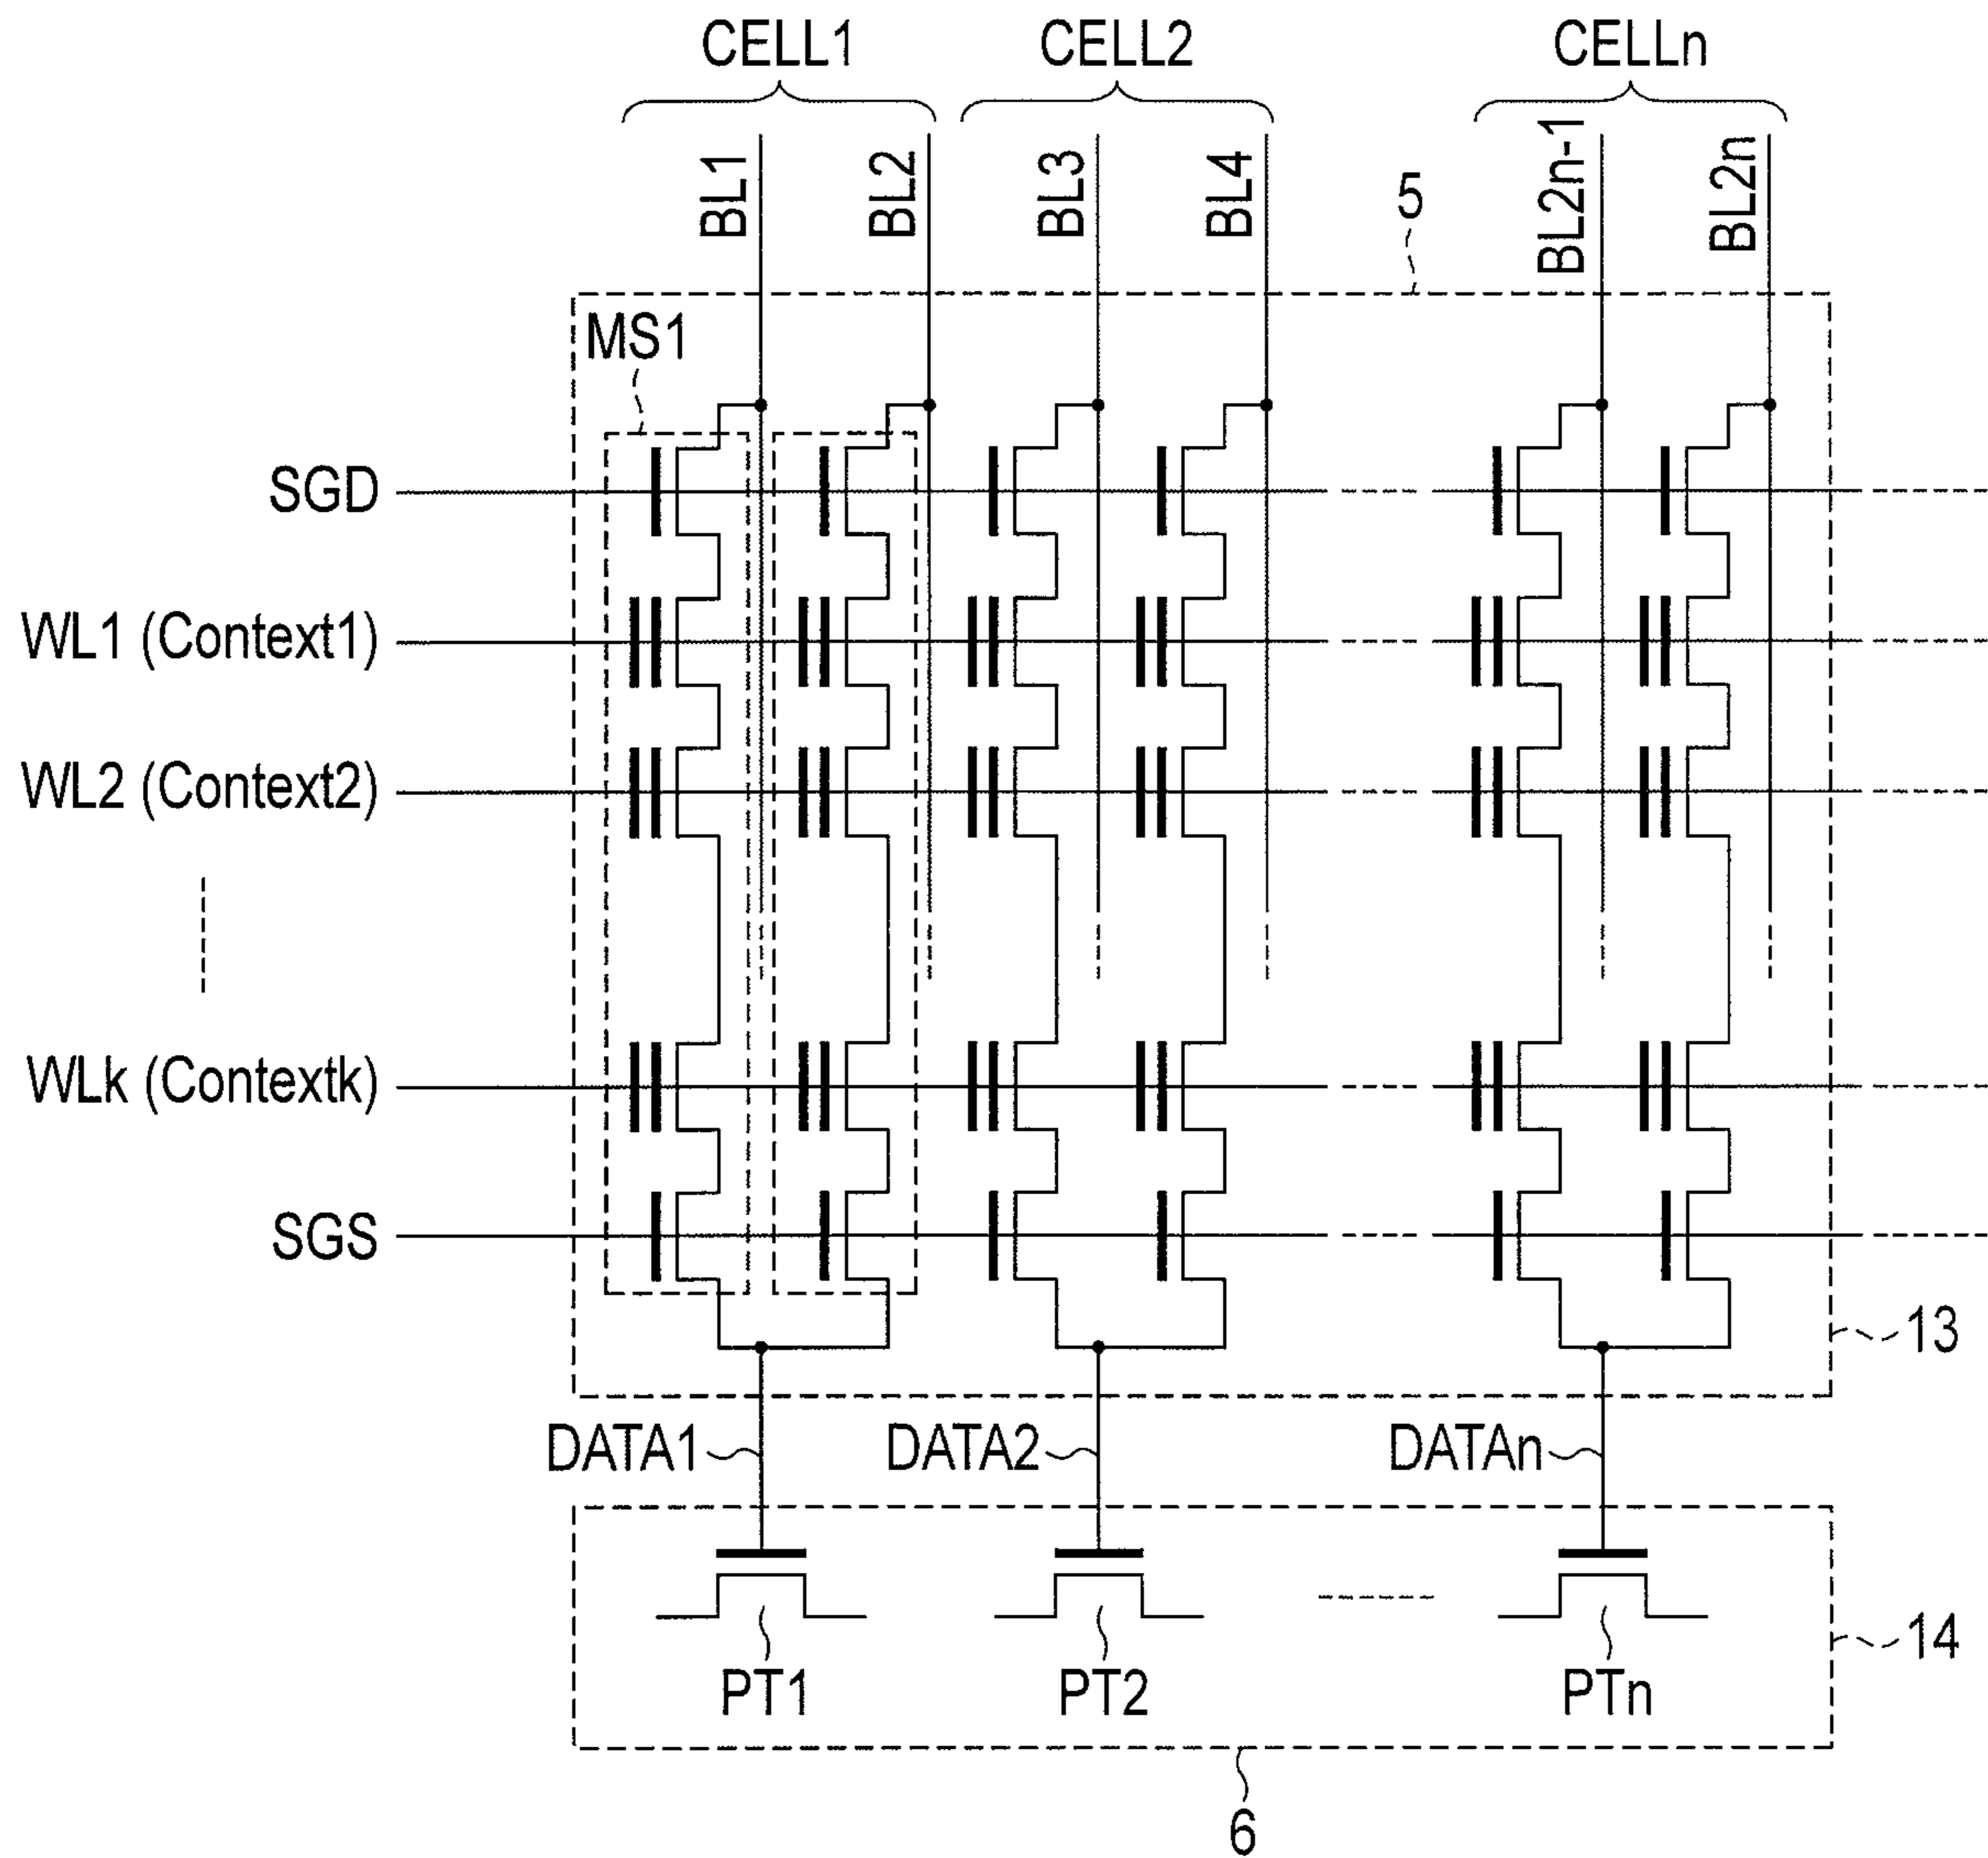 CELL1 CELL2 CELLn
BL1 BL2 BL3 BL4 BL2n-1 BL2n
5
MS1
SGD
WL1 (Context1)
WL2 (Context2)
WLk (Contextk)
SGS
13
DATA1 DATA2 DATAn
14
PT1 PT2 PTn
6